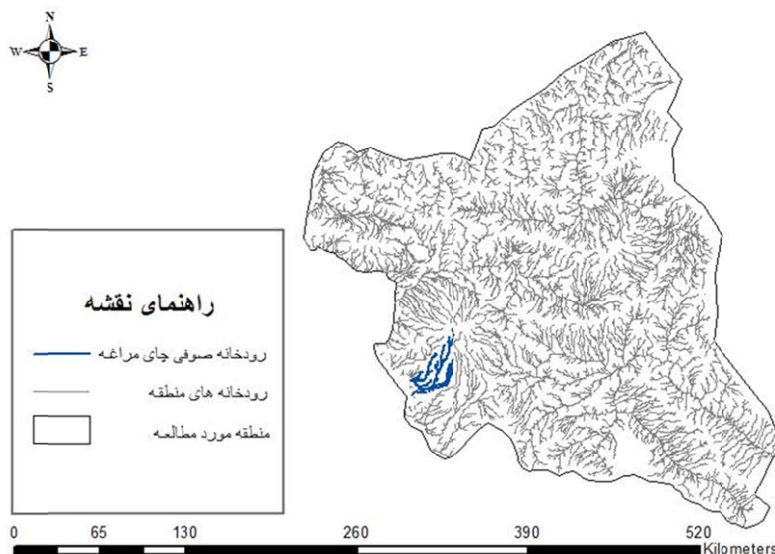 N
W E
S
راهنمای نقشه
رودخانه صوفی چای مراغه
رودخانه های منطقه
منطقه مورد مطالعه
0 65 130 260 390 520
Kilometers